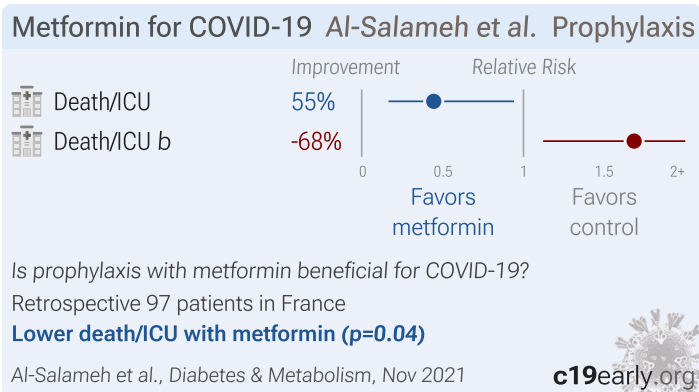 Metformin for COVID-19 Al-Salameh et al. Prophylaxis
Improvement Relative Risk
Death/ICU 55%
Death/ICU b -68%
0 0.5 1 1.5 2+
Favors metformin Favors control
Is prophylaxis with metformin beneficial for COVID-19?
Retrospective 97 patients in France
Lower death/ICU with metformin (p=0.04)
Al-Salameh et al., Diabetes & Metabolism, Nov 2021 c19early.org